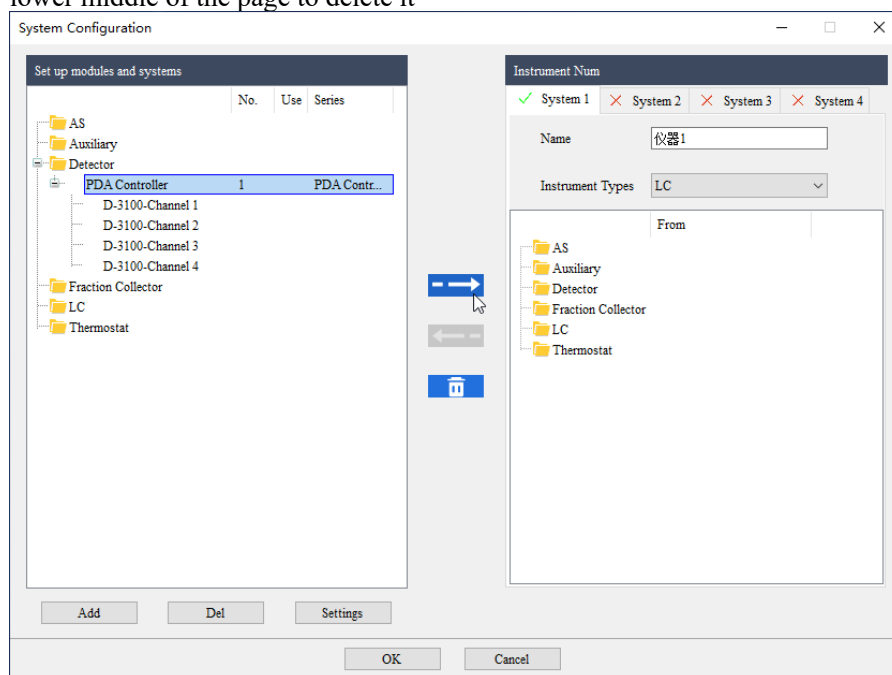 lower middle of the page to delete it
System Configuration
Set up modules and systems
No. Use Series
AS
Auxiliary
Detector
PDA Controller 1 PDA Contr...
D-3100-Channel 1
D-3100-Channel 2
D-3100-Channel 3
D-3100-Channel 4
Fraction Collector
LC
Thermostat
Add Del Settings
Instrument Num
System 1 System 2 System 3 System 4
Name 仪器1
Instrument Types LC
From
AS
Auxiliary
Detector
Fraction Collector
LC
Thermostat
OK Cancel